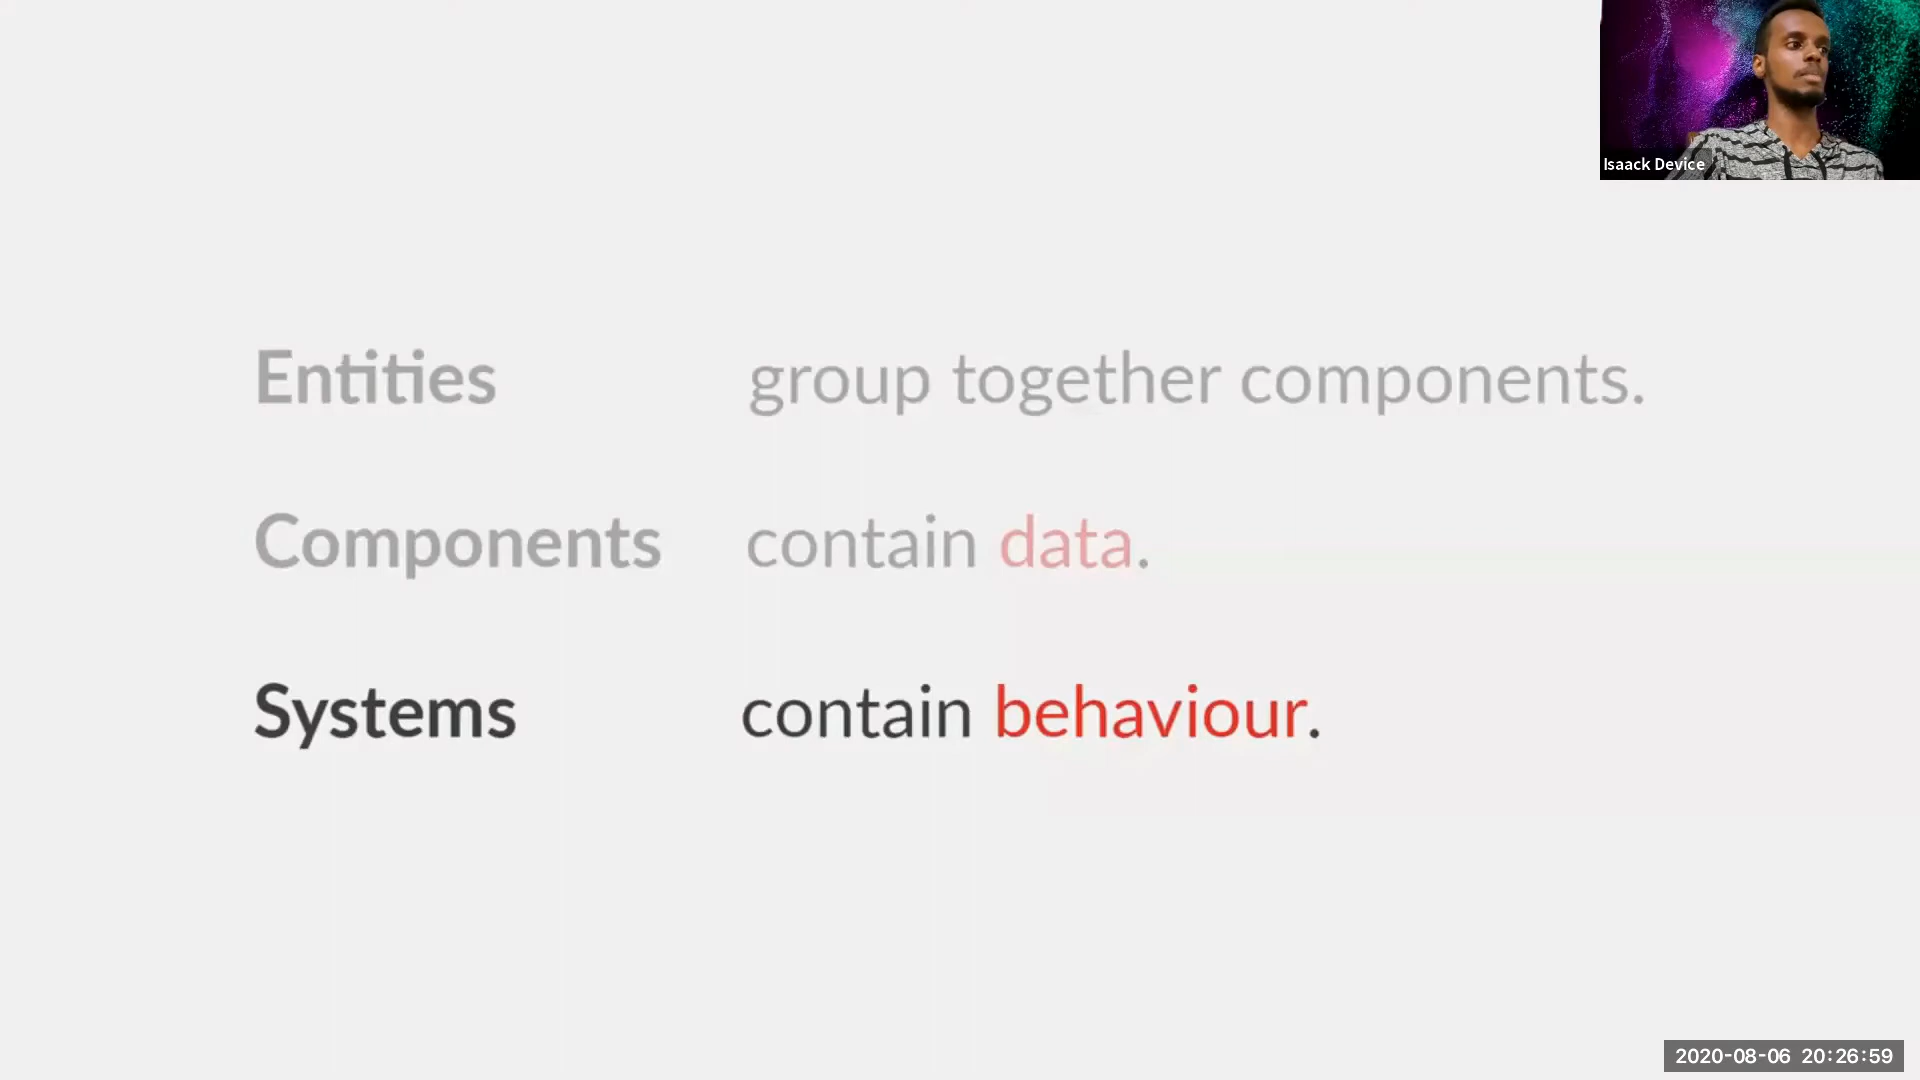 Isaack Device
Entities group together components.
Components contain data.
Systems contain behaviour.
2020-08-06 20:26:59